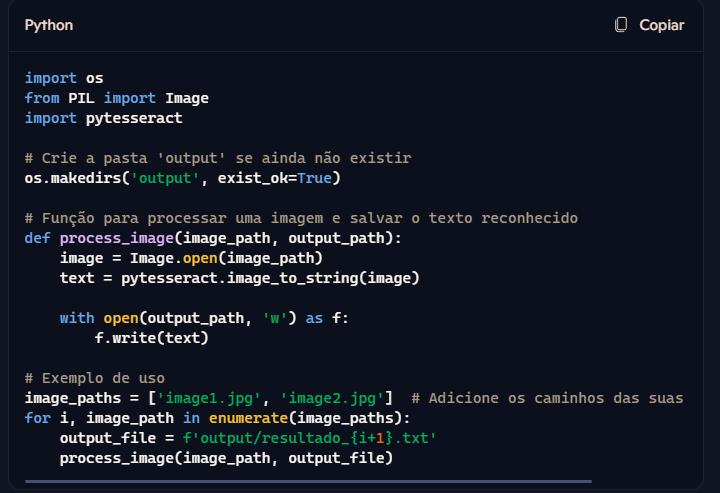 Python
Copiar
import os
from PIL import Image
import pytesseract
# Crie a pasta 'output' se ainda não existir
os.makedirs('output', exist_ok=True)
# Função para processar uma imagem e salvar o texto reconhecido
def process_image(image_path, output_path):
    image = Image.open(image_path)
    text = pytesseract.image_to_string(image)
    with open(output_path, 'w') as f:
        f.write(text)
# Exemplo de uso
image_paths = ['image1.jpg', 'image2.jpg']  # Adicione os caminhos das suas
for i, image_path in enumerate(image_paths):
    output_file = f'output/resultado_{i+1}.txt'
    process_image(image_path, output_file)